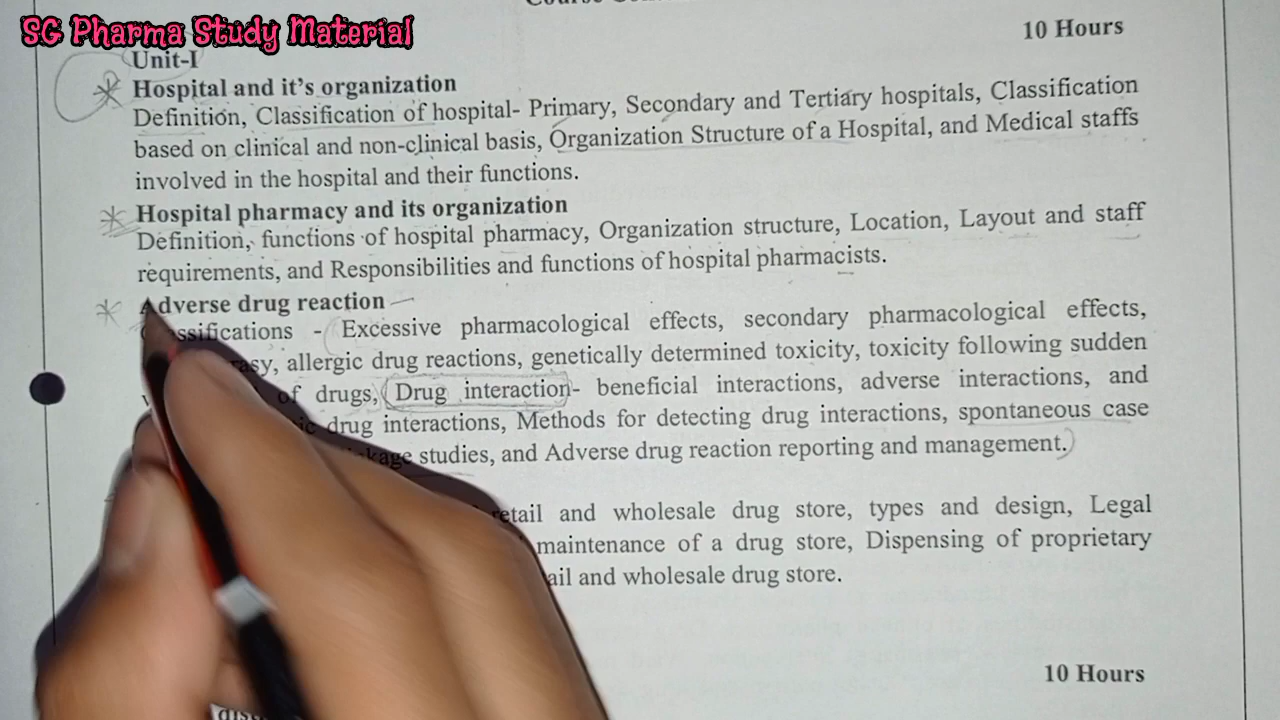 SG Pharma Study Material
10 Hours
Unit-I
Hospital and it's organization
Definition, Classification of hospital- Primary, Secondary and Tertiary hospitals, Classification
based on clinical and non-clinical basis, Organization Structure of a Hospital, and Medical staffs
involved in the hospital and their functions.
Hospital pharmacy and its organization
Definition, functions of hospital pharmacy, Organization structure, Location, Layout and staff
requirements, and Responsibilities and functions of hospital pharmacists.
Adverse drug reaction
- Excessive pharmacological effects, secondary pharmacological effects,
allergic drug reactions, genetically determined toxicity, toxicity following sudden
of drugs, Drug interaction- beneficial interactions, adverse interactions, and
drug interactions, Methods for detecting drug interactions, spontaneous case
studies, and Adverse drug reaction reporting and management.
retail and wholesale drug store, types and design, Legal
maintenance of a drug store, Dispensing of proprietary
and wholesale drug store.
10 Hours